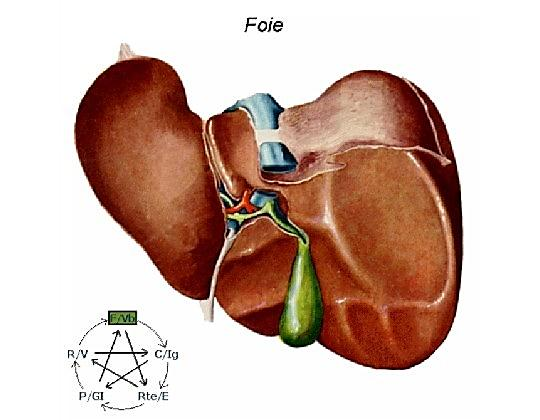 Foie
F/Vb
R/V C/Ig
P/GI Rte/E